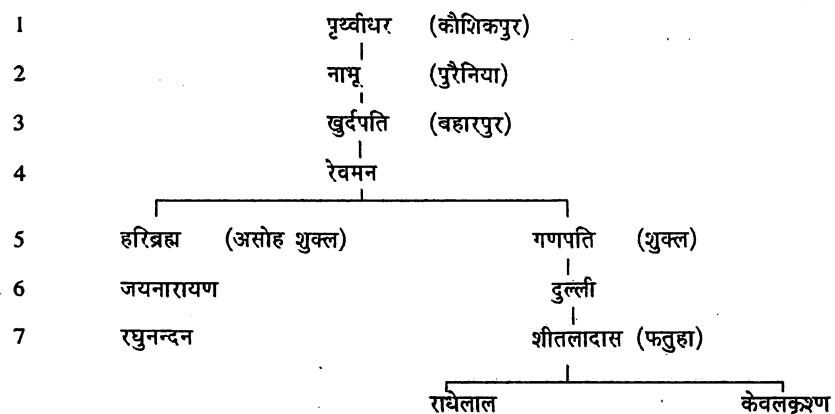 1 पृथ्वीधर (कौशिकपुर)
2 नाभू (पुरैनिया)
3 खुर्दपति (बहारपुर)
4 रेवमन
5 हरिब्रह्म (असोह शुक्ल) गणपति (शुक्ल)
6 जयनारायण दुल्ली
7 रघुनन्दन शीतलादास (फतुहा)
राधेलाल केवलकृश्ण